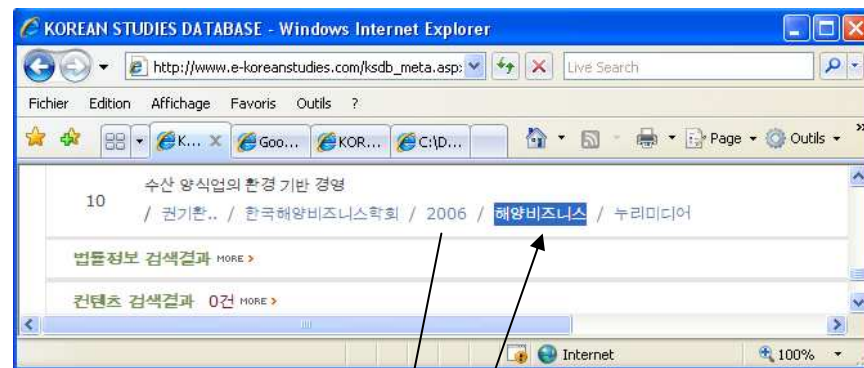 KOREAN STUDIES DATABASE - Windows Internet Explorer
http://www.e-koreanstudies.com/ksdb_meta.asp:
Live Search
Fichier Edition Affichage Favoris Outils ?
K... Goo... KOR... C:\D... Page Outils
10 수산 양식업의 환경 기반 경영
/ 권기환.. / 한국해양비즈니스학회 / 2006 / 해양비즈니스 / 누리미디어
법률정보 검색결과 MORE >
컨텐츠 검색결과 0건 MORE >
Internet 100%